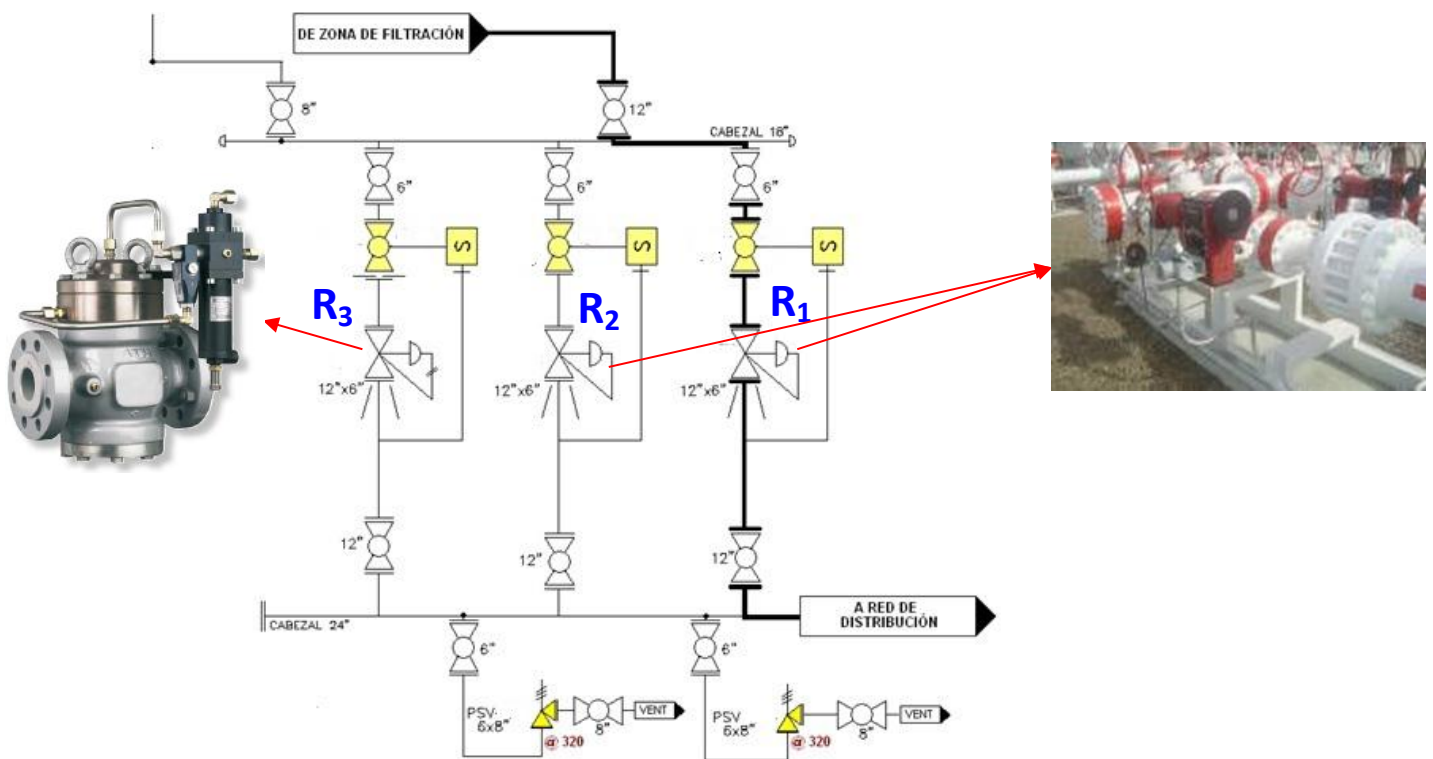 DE ZONA DE FILTRACIÓN
8"
12"
CABEZAL 18"
6"
6"
6"
S
S
S
R3
R2
R1
12"x6"
12"x6"
12"x6"
12"
12"
12"
CABEZAL 24"
A RED DE
DISTRIBUCIÓN
6"
6"
PSV
6x8"
VENT
8"
@ 320
PSV
6x8"
VENT
8"
@ 320